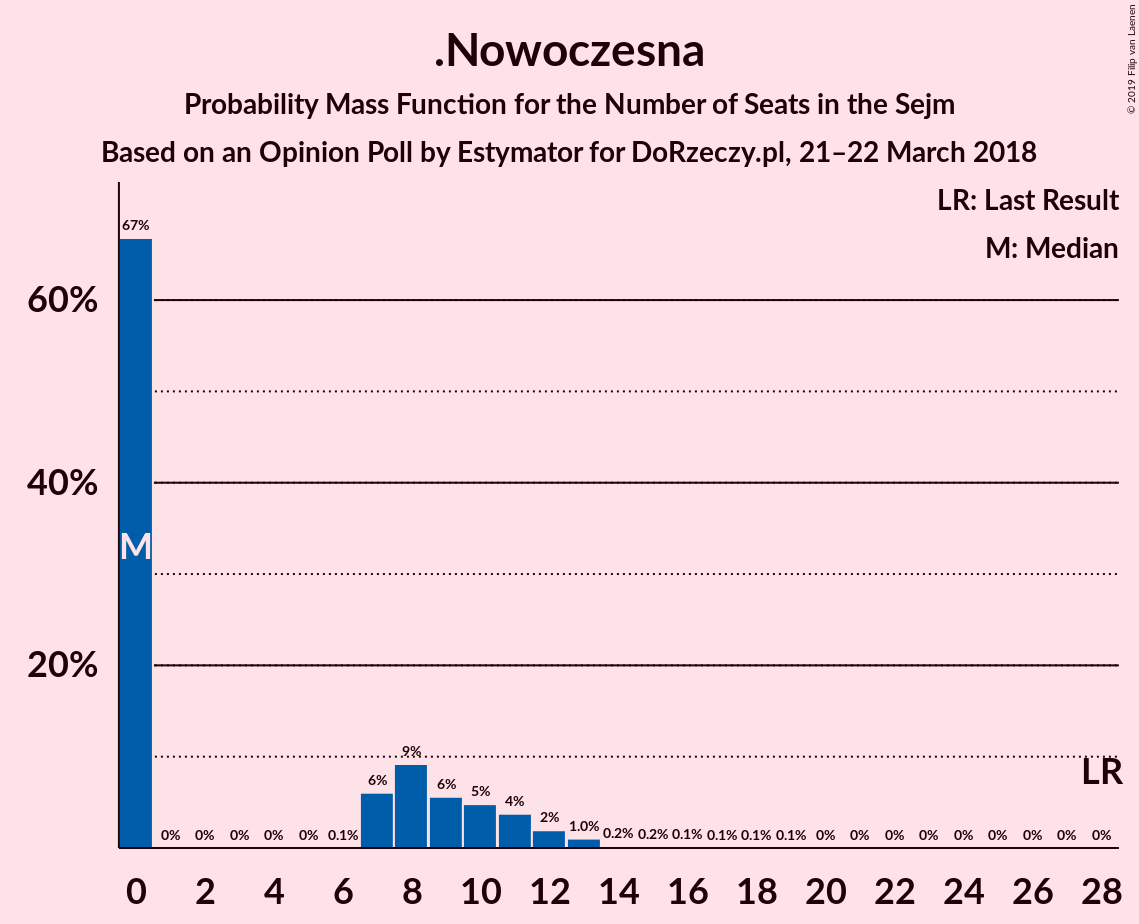 .Nowoczesna
Probability Mass Function for the Number of Seats in the Sejm
Based on an Opinion Poll by Estymator for DoRzeczy.pl, 21–22 March 2018
© 2019 Filip van Laenen
LR: Last Result
M: Median
67%
60%
40%
M
20%
9%
LR
6%
6%
5%
4%
2%
1.0%
0% 0% 0% 0% 0% 0.1% 0.2% 0.2% 0.1% 0.1% 0.1% 0.1% 0% 0% 0% 0% 0% 0% 0% 0% 0%
0 2 4 6 8 10 12 14 16 18 20 22 24 26 28